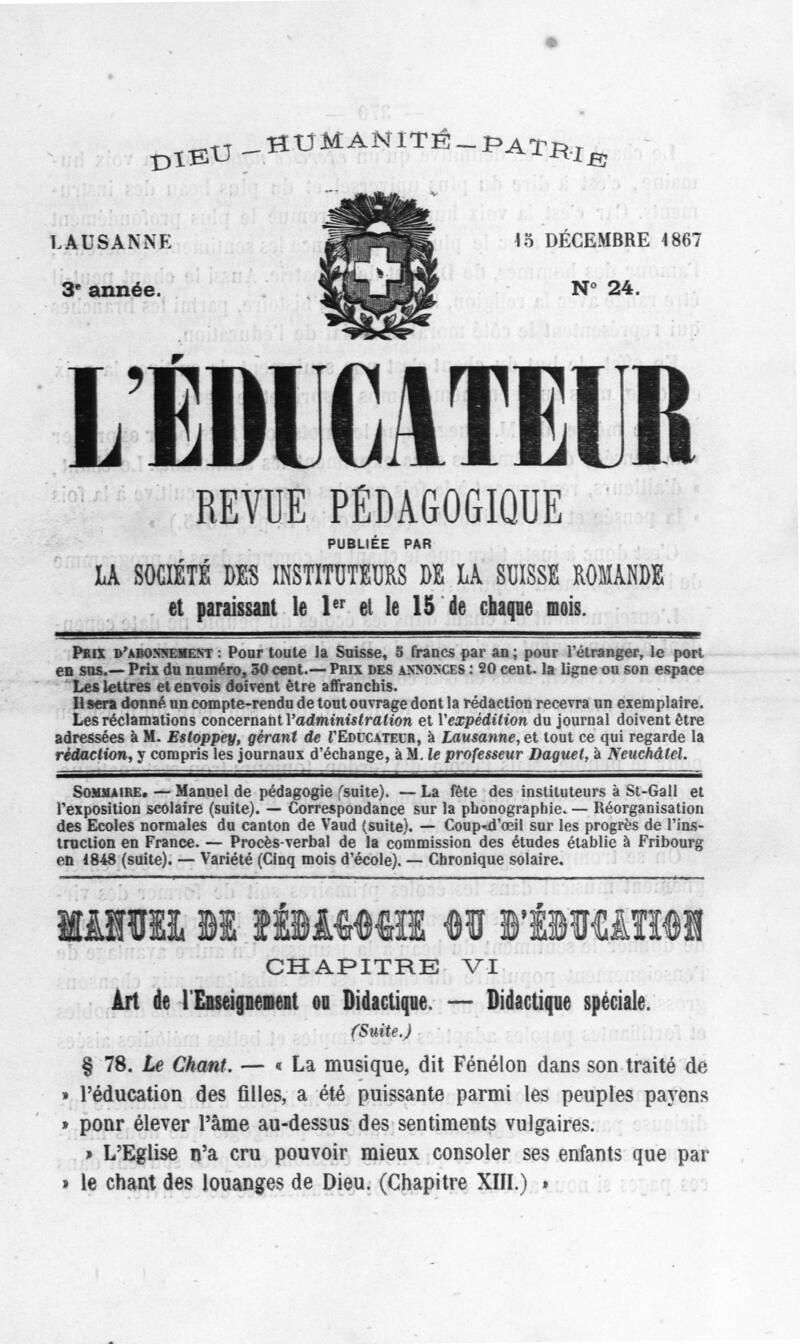 DIEU – HUMANITÉ – PATRIE
LAUSANNE
15 DÉCEMBRE 1867
3e année.
N° 24.
L'ÉDUCATEUR
REVUE PÉDAGOGIQUE
PUBLIÉE PAR
LA SOCIÉTÉ DES INSTITUTEURS DE LA SUISSE ROMANDE
et paraissant le 1er et le 15 de chaque mois.
PRIX D'ABONNEMENT : Pour toute la Suisse, 5 francs par an ; pour l'étranger, le port
en sus.— Prix du numéro, 30 cent.— PRIX DES ANNONCES : 20 cent. la ligne ou son espace
Les lettres et envois doivent être affranchis.
Il sera donné un compte-rendu de tout ouvrage dont la rédaction recevra un exemplaire.
Les réclamations concernant l'administration et l'expédition du journal doivent être
adressées à M. Estoppey, gérant de l'EDUCATEUR, à Lausanne, et tout ce qui regarde la
rédaction, y compris les journaux d'échange, à M. le professeur Daguet, à Neuchâtel.
SOMMAIRE. — Manuel de pédagogie (suite). — La fête des instituteurs à St-Gall et
l'exposition scolaire (suite). — Correspondance sur la phonographie. — Réorganisation
des Ecoles normales du canton de Vaud (suite). — Coup-d'œil sur les progrès de l'ins-
truction en France. — Procès-verbal de la commission des études établie à Fribourg
en 1848 (suite). — Variété (Cinq mois d'école). — Chronique solaire.
MANUEL DE PÉDAGOGIE OU D'ÉDUCATION
CHAPITRE VI
Art de l'Enseignement ou Didactique. — Didactique spéciale.
(Suite.)
§ 78. Le Chant. — « La musique, dit Fénélon dans son traité de
» l'éducation des filles, a été puissante parmi les peuples payens
» ponr élever l'âme au-dessus des sentiments vulgaires.
» L'Eglise n'a cru pouvoir mieux consoler ses enfants que par
» le chant des louanges de Dieu. (Chapitre XIII.) »